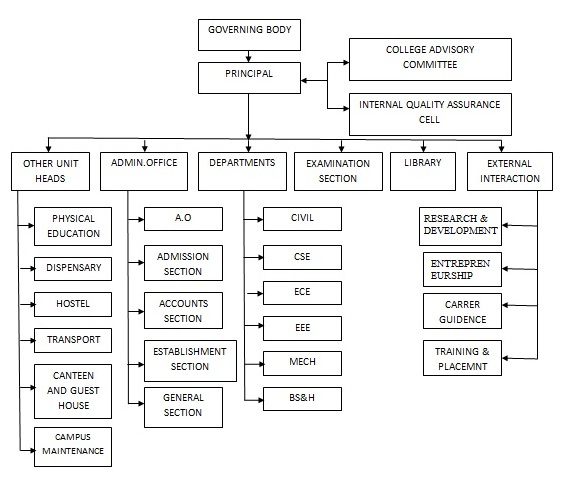 GOVERNING BODY
PRINCIPAL
COLLEGE ADVISORY
COMMITTEE
INTERNAL QUALITY ASSURANCE
CELL
OTHER UNIT
HEADS
ADMIN.OFFICE
DEPARTMENTS
EXAMINATION
SECTION
LIBRARY
EXTERNAL
INTERACTION
PHYSICAL
EDUCATION
DISPENSARY
HOSTEL
TRANSPORT
CANTEEN
AND GUEST
HOUSE
CAMPUS
MAINTENANCE
A.O
ADMISSION
SECTION
ACCOUNTS
SECTION
ESTABLISHMENT
SECTION
GENERAL
SECTION
CIVIL
CSE
ECE
EEE
MECH
BS&H
RESEARCH &
DEVELOPMENT
ENTREPREN
EURSHIP
CARRER
GUIDENCE
TRAINING &
PLACEMNT